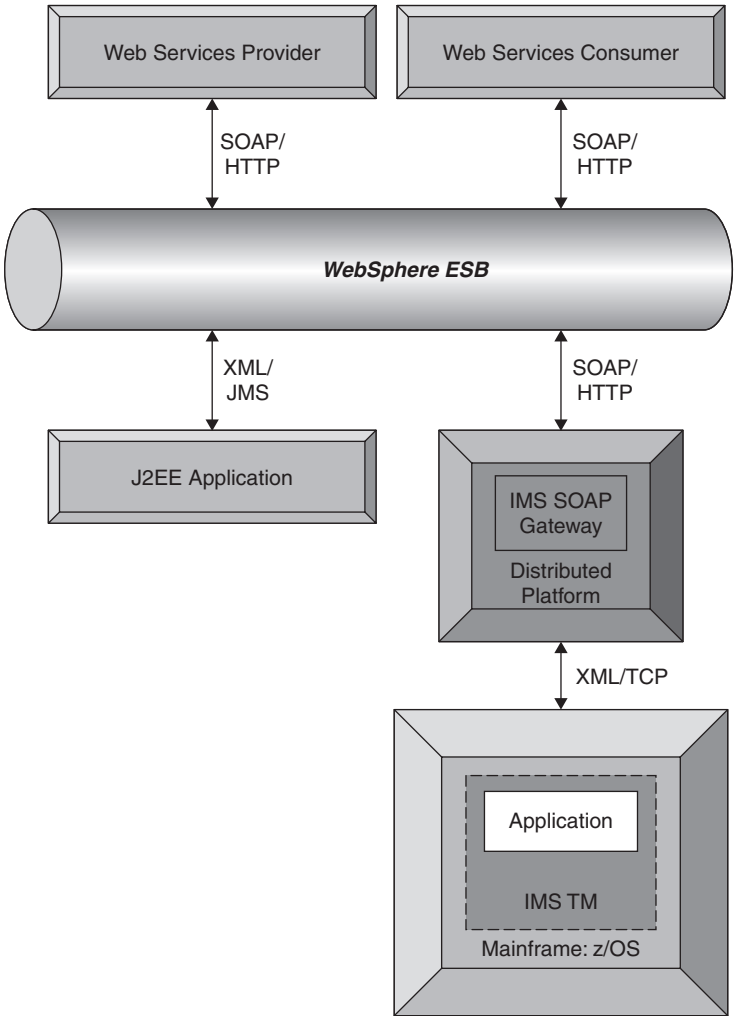 Web Services Provider
Web Services Consumer
SOAP/
HTTP
SOAP/
HTTP
WebSphere ESB
XML/
JMS
SOAP/
HTTP
J2EE Application
IMS SOAP
Gateway
Distributed
Platform
XML/TCP
Application
IMS TM
Mainframe: z/OS